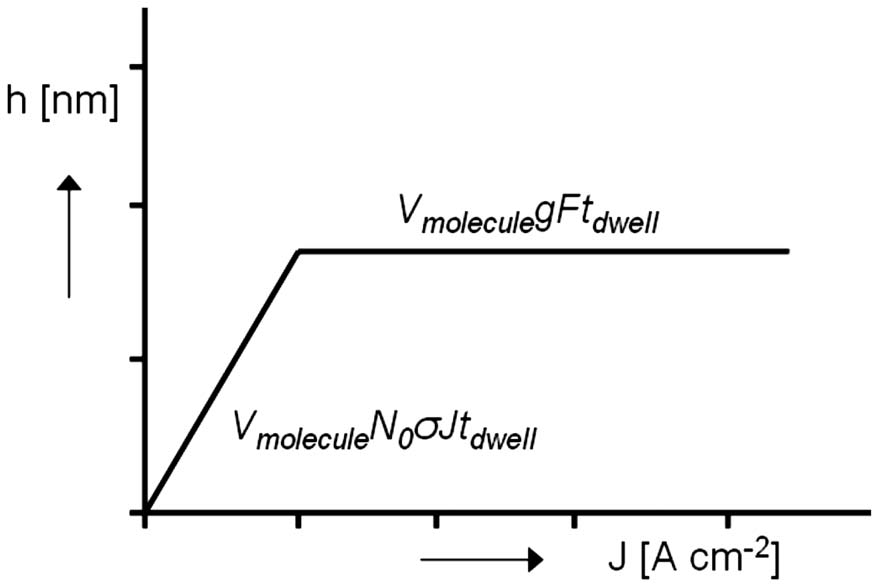 h [nm]
VmoleculegFtdwell
VmoleculeN0σJtdwell
J [A cm-2]